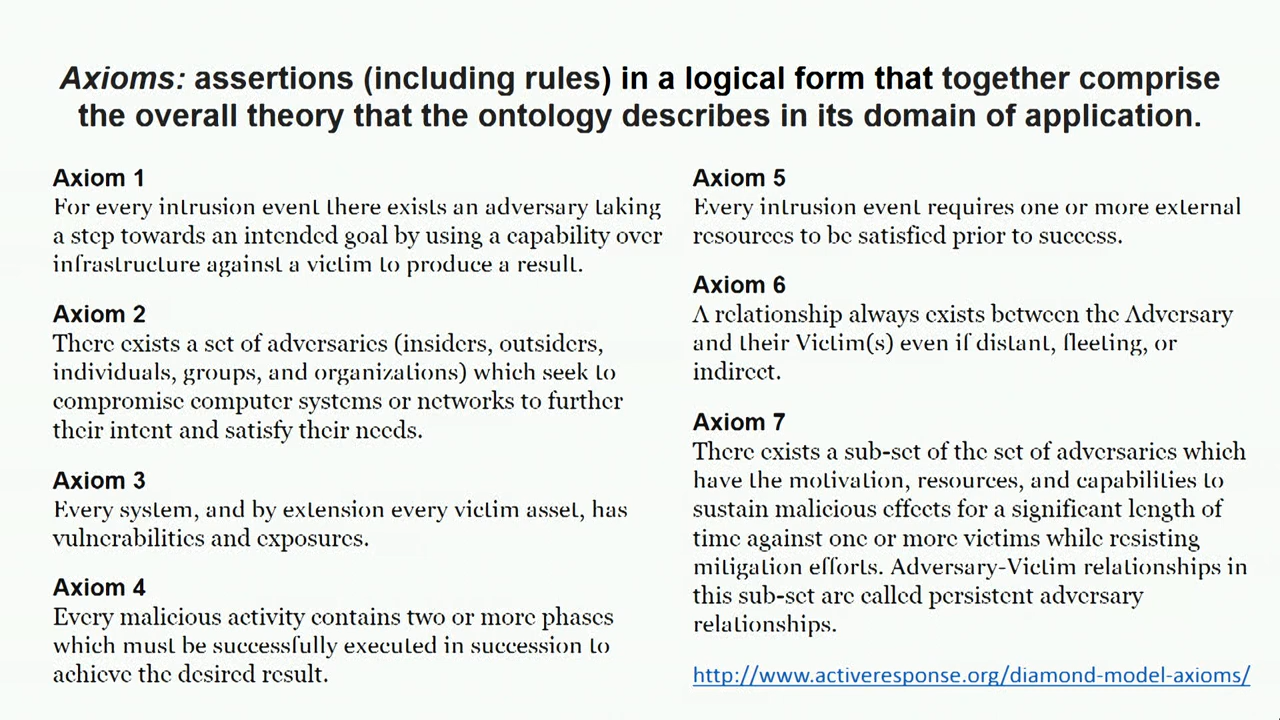 Axioms: assertions (including rules) in a logical form that together comprise
the overall theory that the ontology describes in its domain of application.
Axiom 1
For every intrusion event there exists an adversary taking
a step towards an intended goal by using a capability over
infrastructure against a victim to produce a result.
Axiom 2
There exists a set of adversaries (insiders, outsiders,
individuals, groups, and organizations) which seek to
compromise computer systems or networks to further
their intent and satisfy their needs.
Axiom 3
Every system, and by extension every victim asset, has
vulnerabilities and exposures.
Axiom 4
Every malicious activity contains two or more phases
which must be successfully executed in succession to
achieve the desired result.
Axiom 5
Every intrusion event requires one or more external
resources to be satisfied prior to success.
Axiom 6
A relationship always exists between the Adversary
and their Victim(s) even if distant, fleeting, or
indirect.
Axiom 7
There exists a sub-set of the set of adversaries which
have the motivation, resources, and capabilities to
sustain malicious effects for a significant length of
time against one or more victims while resisting
mitigation efforts. Adversary-Victim relationships in
this sub-set are called persistent adversary
relationships.
http://www.activeresponse.org/diamond-model-axioms/